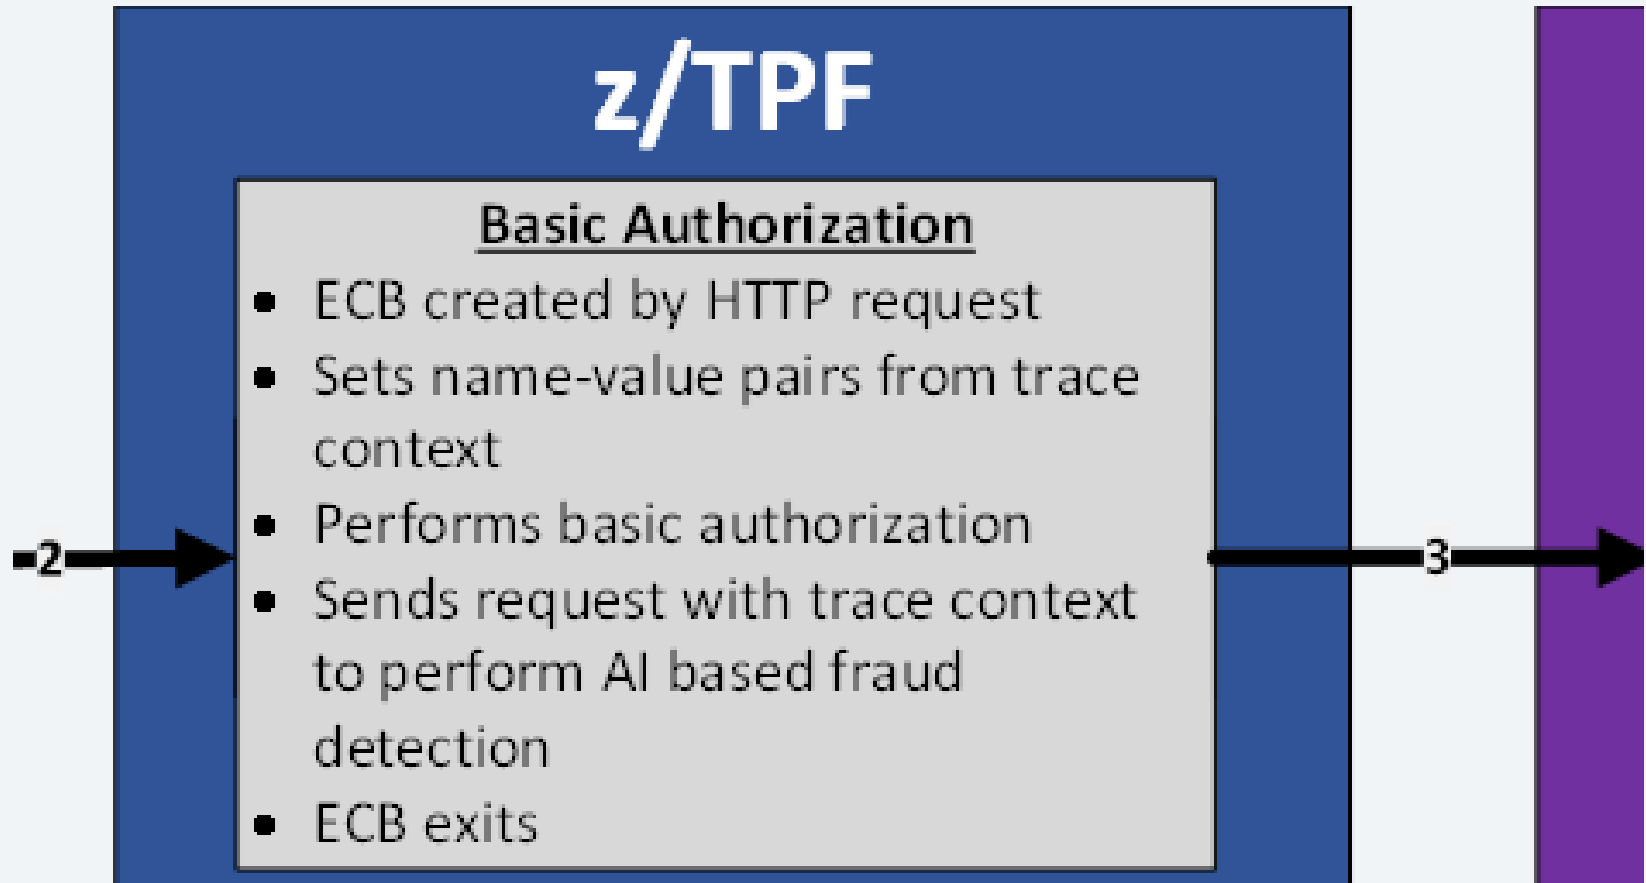 z/TPF
Basic Authorization
• ECB created by HTTP request
• Sets name-value pairs from trace
context
• Performs basic authorization
2
3
• Sends request with trace context
to perform AI based fraud
detection
• ECB exits